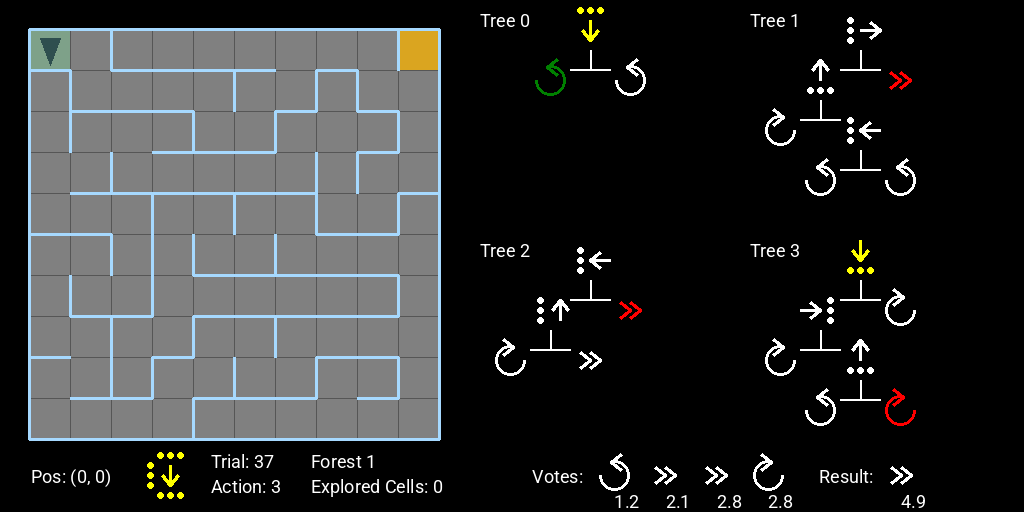 Tree 0
Tree 1
Tree 2
Tree 3
Pos: (0, 0)
Trial: 37
Forest 1
Action: 3
Explored Cells: 0
Votes:
1.2
2.1
2.8
2.8
Result:
4.9